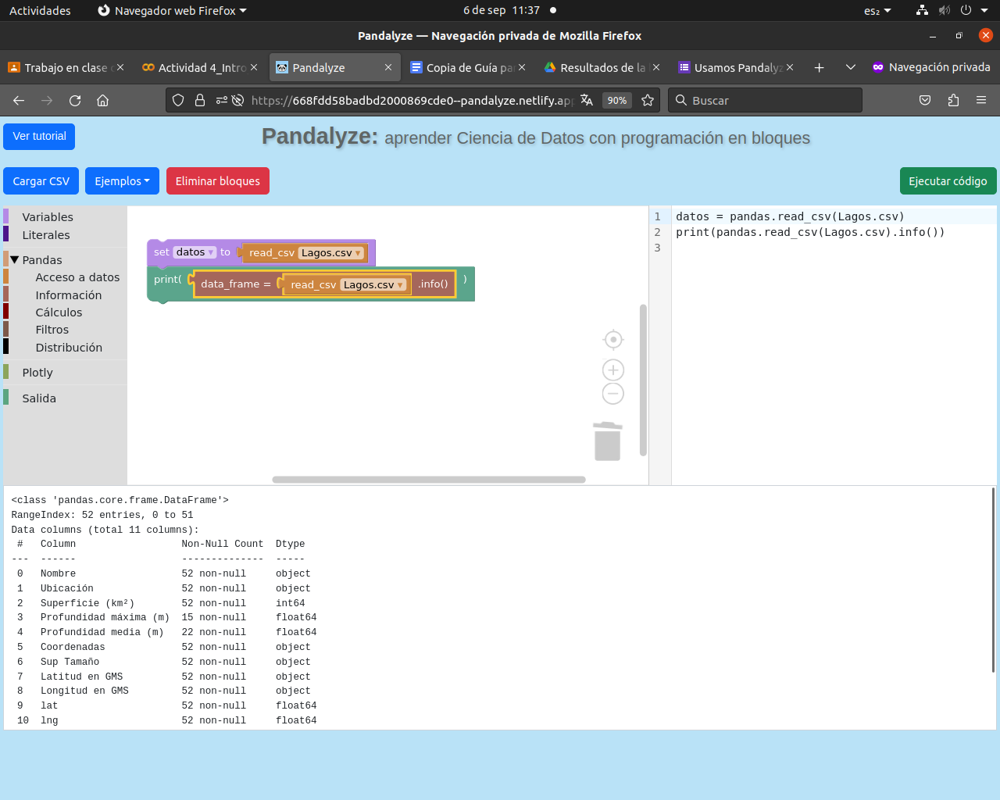 Actividades Navegador web Firefox 6 de sep 11:37 es₂
Pandalyze — Navegación privada de Mozilla Firefox
Trabajo en clase Actividad 4_Intro Pandalyze Copia de Guía pa Resultados de la Usamos Pandalyz Navegación privada
https://668fdd58badbd2000869cde0--pandalyze.netlify.app 90% Buscar
Ver tutorial Pandalyze: aprender Ciencia de Datos con programación en bloques
Cargar CSV Ejemplos Eliminar bloques Ejecutar código
Variables
Literales
Pandas
Acceso a datos
Información
Cálculos
Filtros
Distribución
Plotly
Salida
set datos to read_csv Lagos.csv
print( data_frame = read_csv Lagos.csv .info() )
1 datos = pandas.read_csv(Lagos.csv)
2 print(pandas.read_csv(Lagos.csv).info())
3
<class 'pandas.core.frame.DataFrame'>
RangeIndex: 52 entries, 0 to 51
Data columns (total 11 columns):
# Column Non-Null Count Dtype
--- ------ -------------- -----
0 Nombre 52 non-null object
1 Ubicación 52 non-null object
2 Superficie (km²) 52 non-null int64
3 Profundidad máxima (m) 15 non-null float64
4 Profundidad media (m) 22 non-null float64
5 Coordenadas 52 non-null object
6 Sup Tamaño 52 non-null object
7 Latitud en GMS 52 non-null object
8 Longitud en GMS 52 non-null object
9 lat 52 non-null float64
10 lng 52 non-null float64